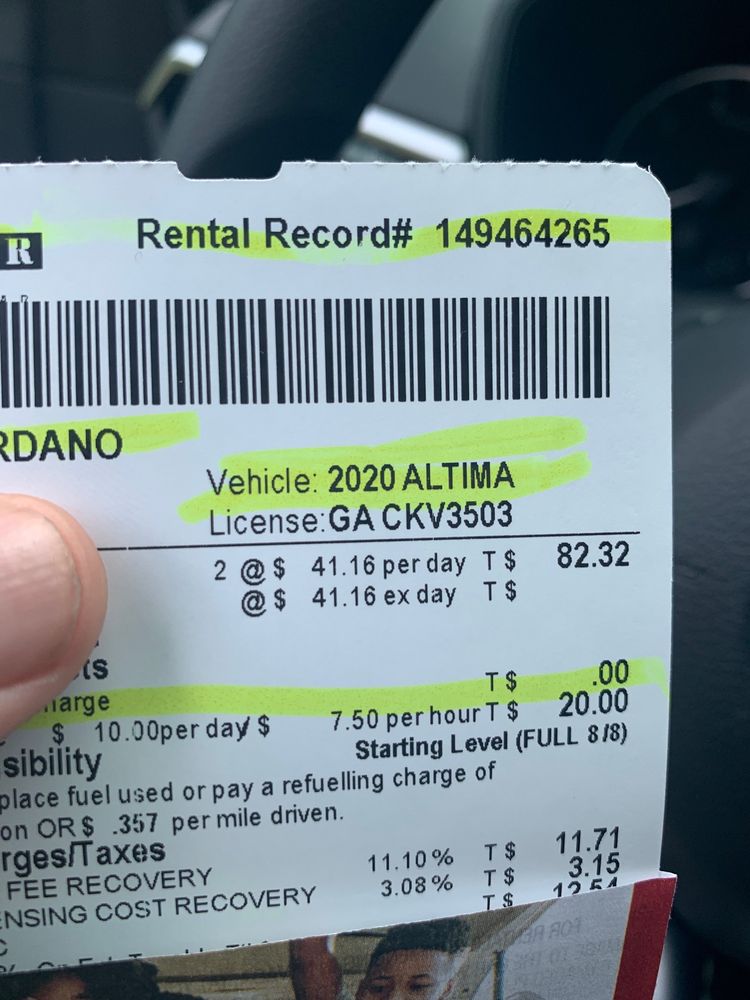 R
Rental Record# 149464265
RDANO
Vehicle: 2020 ALTIMA
License:GA CKV3503
2 @ $ 41.16 per day T $ 82.32
@ $ 41.16 ex day T $
ts
harge T $ .00
$ 10.00per day/ $ 7.50 per hour T $ 20.00
sibility Starting Level (FULL 8/8)
place fuel used or pay a refuelling charge of
on OR $ .357 per mile driven.
rges/Taxes
FEE RECOVERY 11.10% T $ 11.71
ENSING COST RECOVERY 3.08% T $ 3.15
C T $ 12.54